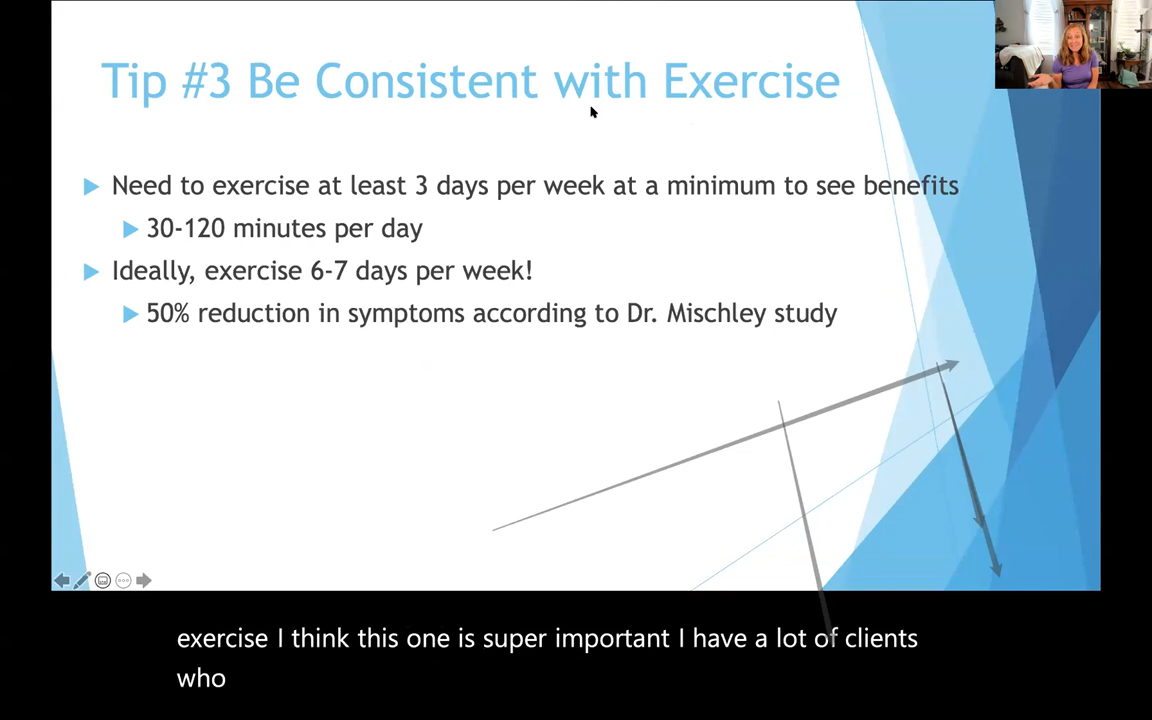 Tip #3 Be Consistent with Exercise
Need to exercise at least 3 days per week at a minimum to see benefits
30-120 minutes per day
Ideally, exercise 6-7 days per week!
50% reduction in symptoms according to Dr. Mischley study
exercise I think this one is super important I have a lot of clients
who